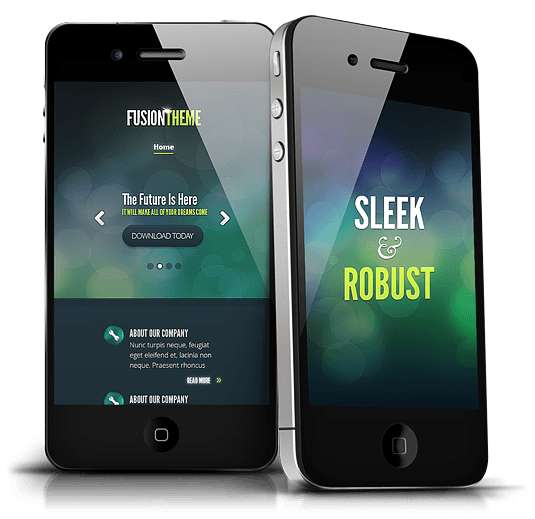 FUSIONTHEME
Home
The Future Is Here
IT WILL MAKE ALL OF YOUR DREAMS COME
DOWNLOAD TODAY
ABOUT OUR COMPANY
Nunc turpis neque, feugiat
eget eleifend et, lacinia non
neque. Praesent rhoncus
READ MORE »
ABOUT OUR COMPANY
SLEEK
&
ROBUST